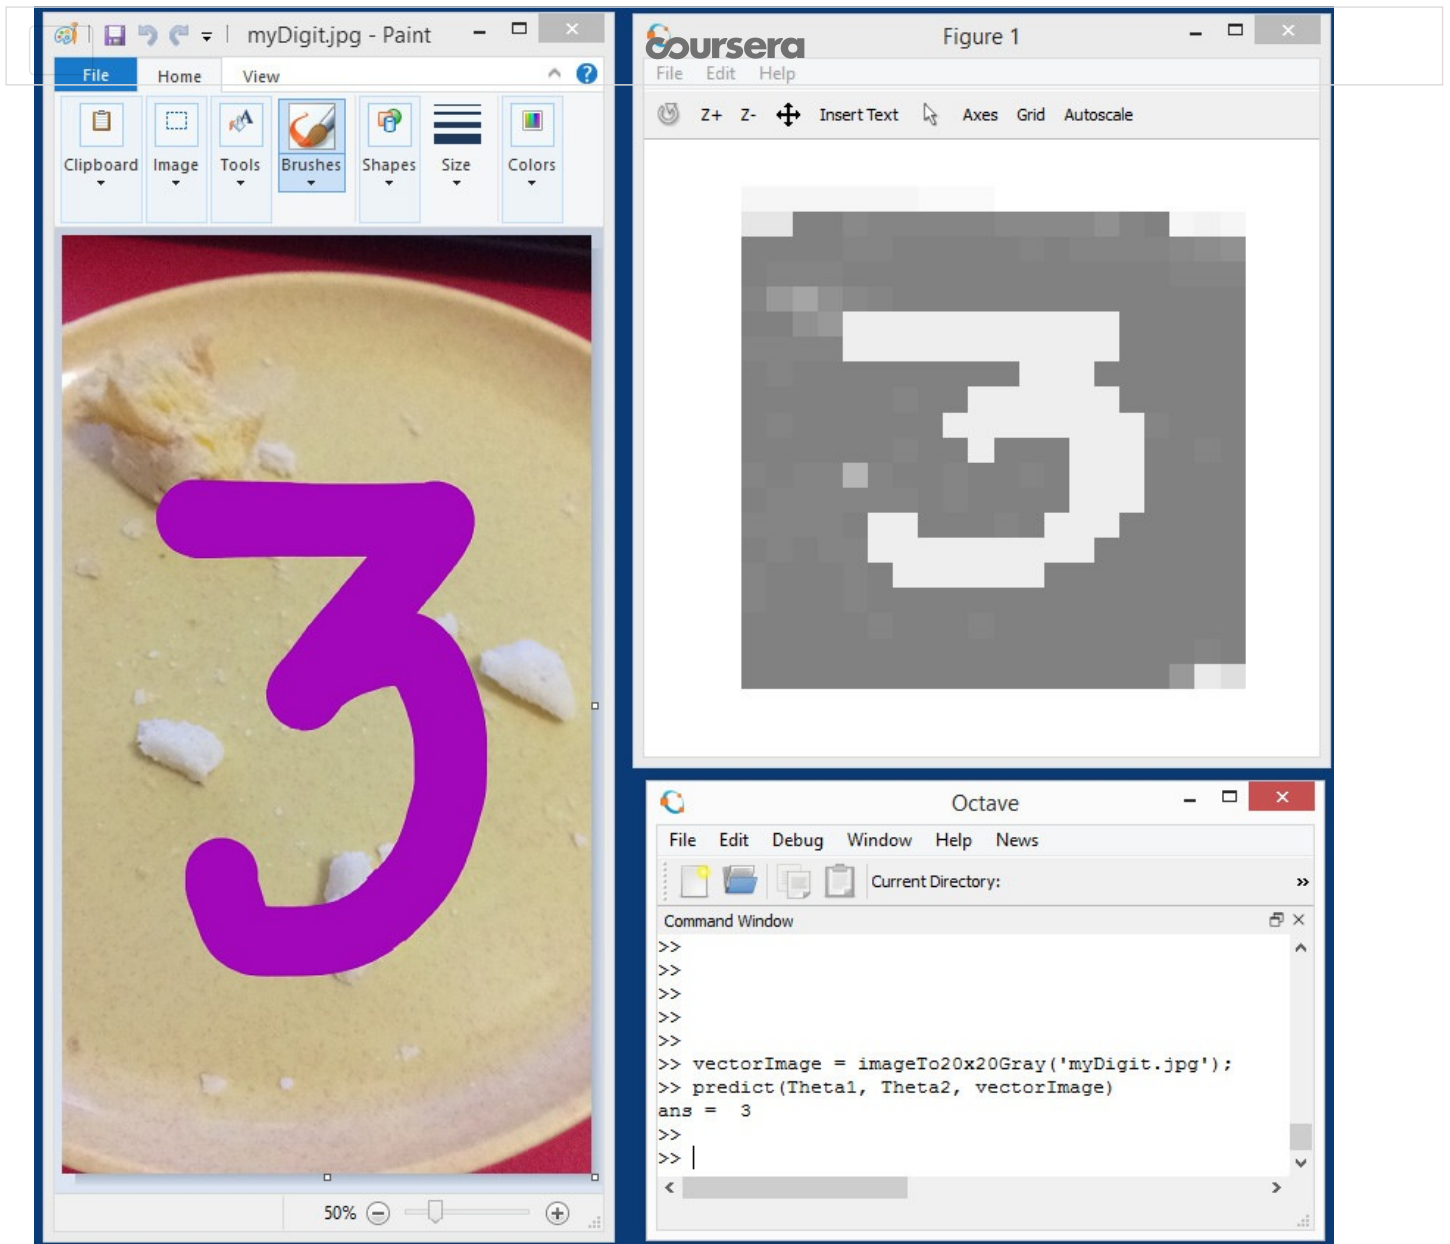 myDigit.jpg - Paint
File Home View
Clipboard Image Tools Brushes Shapes Size Colors
3
50%
coursera
Figure 1
File Edit Help
Z+ Z- Insert Text Axes Grid Autoscale
3
Octave
File Edit Debug Window Help News
Current Directory:
Command Window
>>
>>
>>
>>
>>
>> vectorImage = imageTo20x20Gray('myDigit.jpg');
>> predict(Theta1, Theta2, vectorImage)
ans = 3
>>
>>